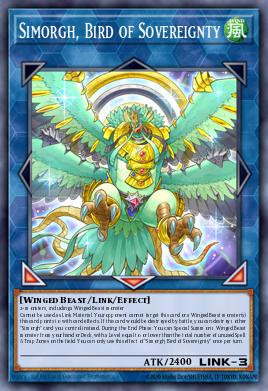 Simorgh, Bird of Sovereignty
WIND
[Winged Beast/Link/Effect]
2+ monsters, including a Winged Beast monster
Cannot be used as Link Material. Your opponent cannot target this card or a Winged Beast monster(s)
this card points to with card effects. If this card would be destroyed by battle, you can destroy 1 other
"Simorgh" card you control instead. During the End Phase: You can Special Summon 1 Winged Beast
monster from your hand or Deck, with a Level equal to or lower than the total number of unused Spell
& Trap Zones on the field. You can only use this effect of "Simorgh, Bird of Sovereignty" once per turn.
ATK/2400 LINK-3